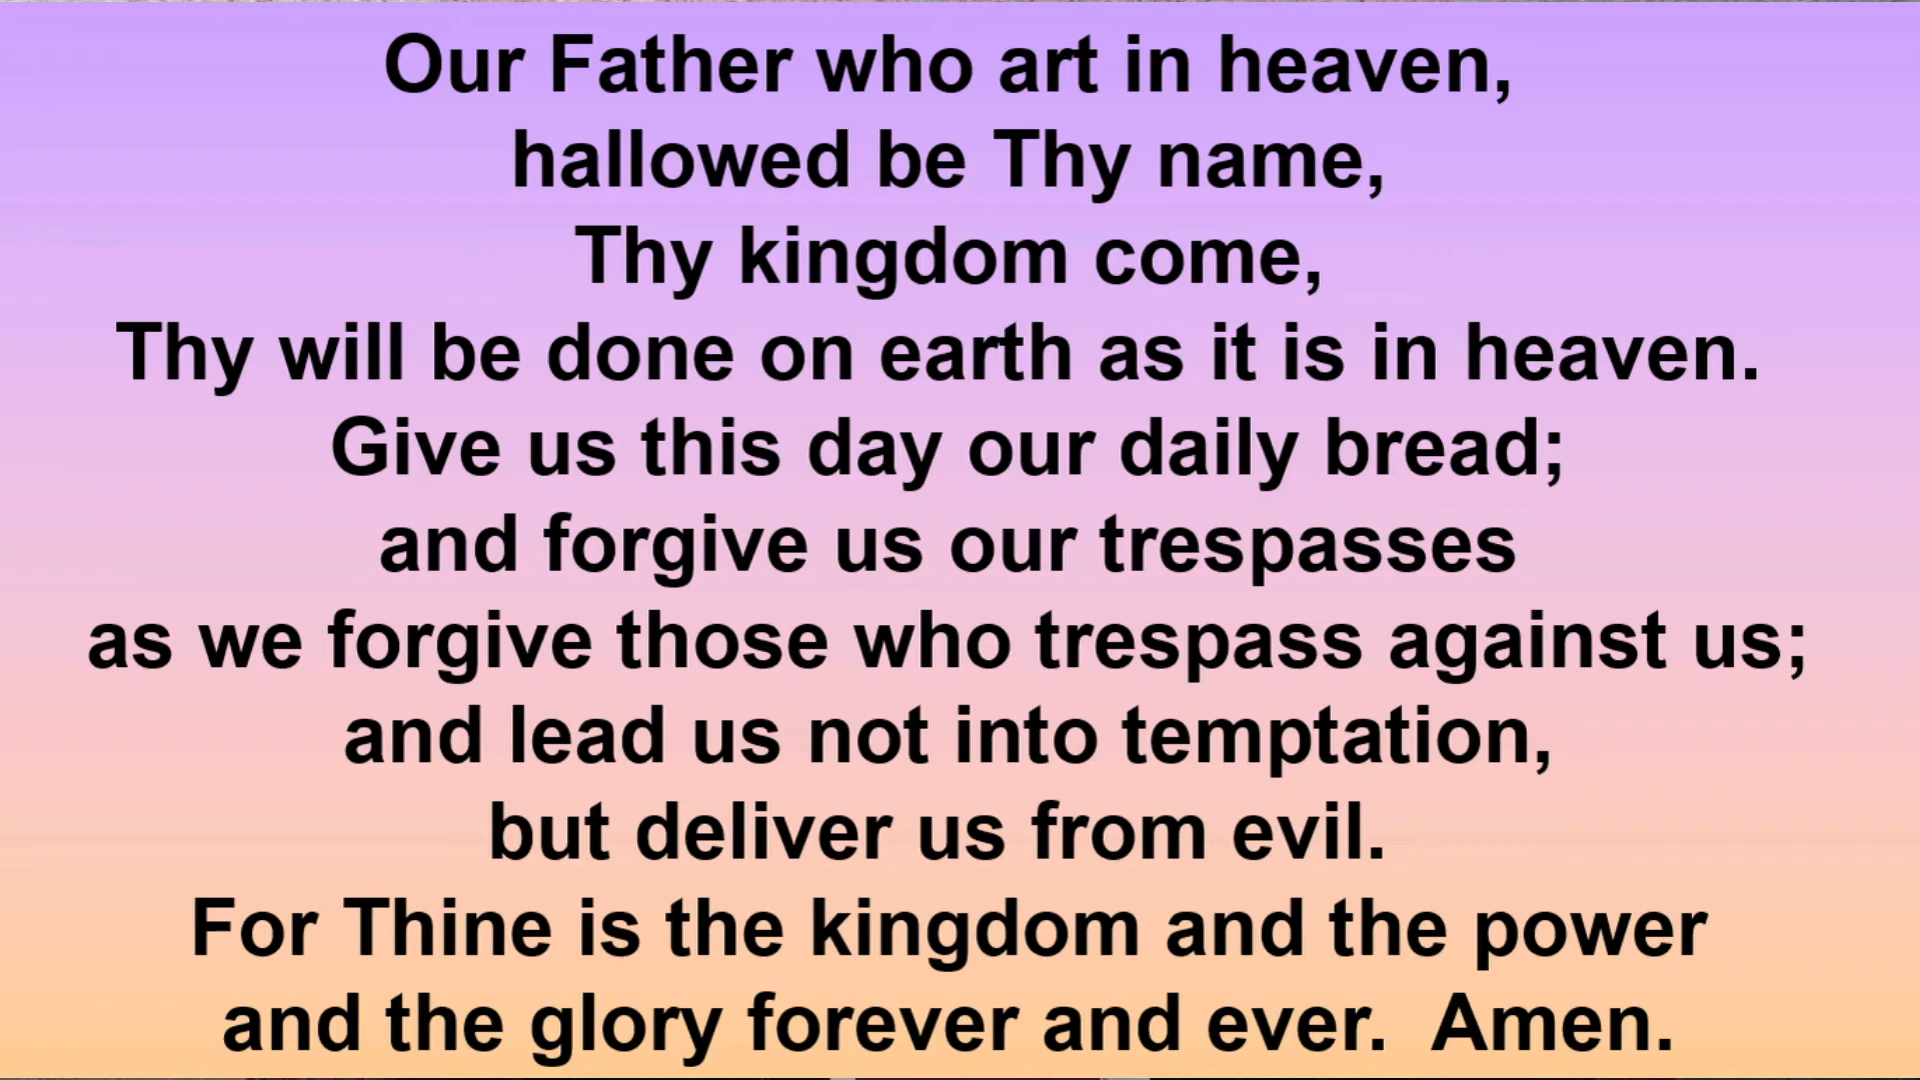 Our Father who art in heaven,
hallowed be Thy name,
Thy kingdom come,
Thy will be done on earth as it is in heaven.
Give us this day our daily bread;
and forgive us our trespasses
as we forgive those who trespass against us;
and lead us not into temptation,
but deliver us from evil.
For Thine is the kingdom and the power
and the glory forever and ever.  Amen.